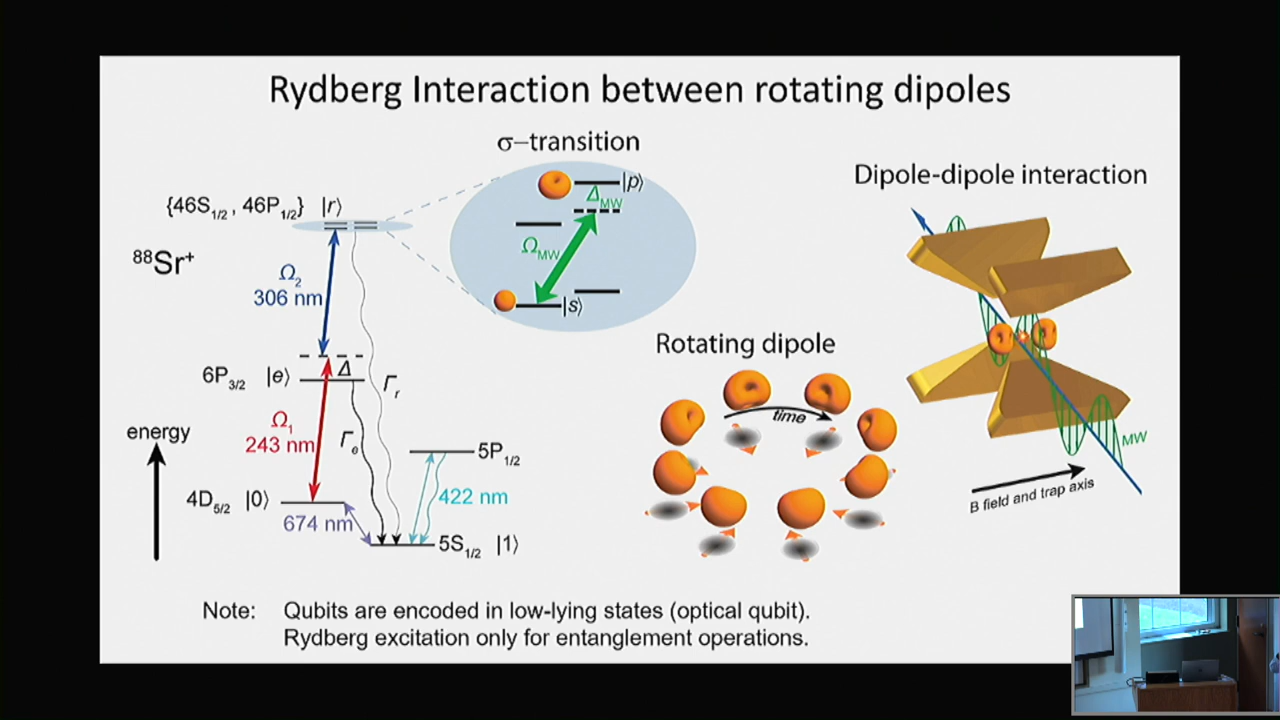 Rydberg Interaction between rotating dipoles
σ–transition
Dipole-dipole interaction
{46S1/2 , 46P1/2} |r⟩
|p⟩
ΔMW
88Sr+
ΩMW
Ω2
306 nm
|s⟩
Rotating dipole
6P3/2 |e⟩
Δ
Γr
time
energy
Ω1
243 nm
Γe
MW
5P1/2
4D5/2 |0⟩
422 nm
B field and trap axis
674 nm
5S1/2 |1⟩
Note: Qubits are encoded in low-lying states (optical qubit).
Rydberg excitation only for entanglement operations.